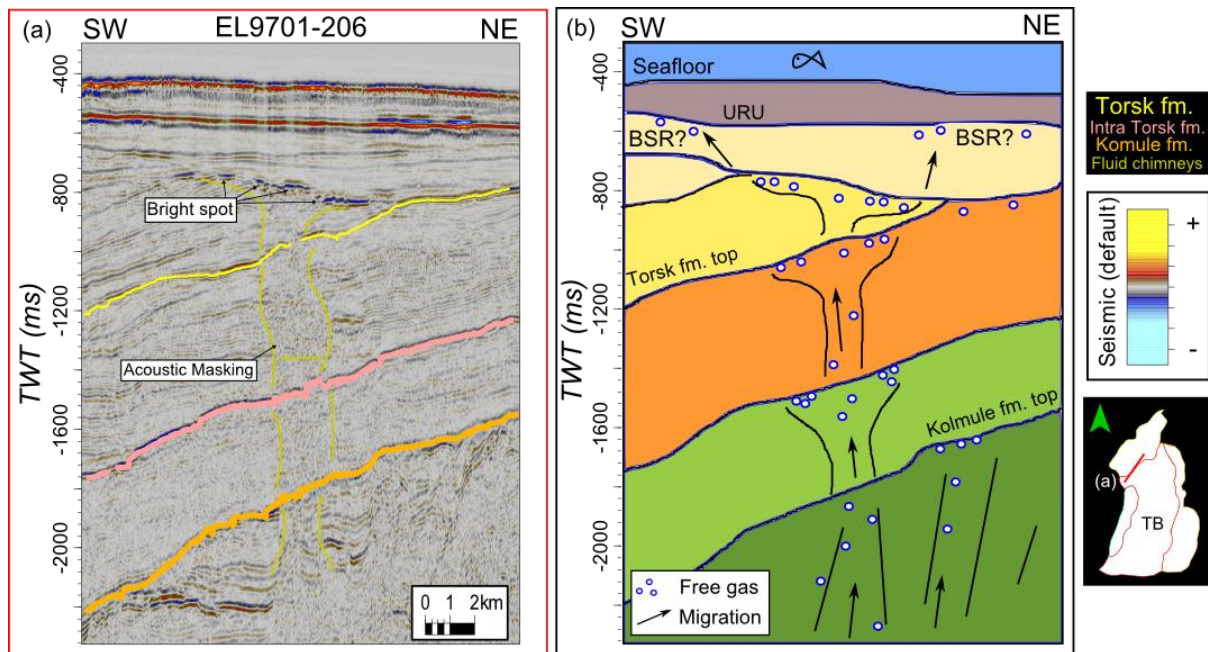 (a) SW EL9701-206 NE
-400
-800
-1200
-1600
-2000
TWT (ms)
Bright spot
Acoustic Masking
0 1 2km
(b) SW NE
-400
-800
-1200
-1600
-2000
TWT (ms)
Seafloor
URU
BSR? BSR?
Torsk fm. top
Kolmule fm. top
Free gas
Migration
Torsk fm.
Intra Torsk fm.
Komule fm.
Fluid chimneys
Seismic (default)
+
-
(a)
TB